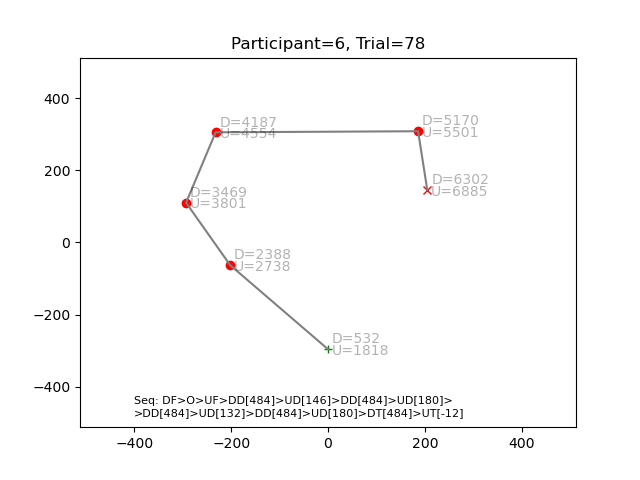 Participant=6, Trial=78
400
200
0
−200
−400
D=4187
U=4554
D=5170
U=5501
D=6302
U=6885
D=3469
U=3801
D=2388
U=2738
D=532
U=1818
Seq: DF>O>UF>DD[484]>UD[146]>DD[484]>UD[180]>
>DD[484]>UD[132]>DD[484]>UD[180]>DT[484]>UT[-12]
−400 −200 0 200 400